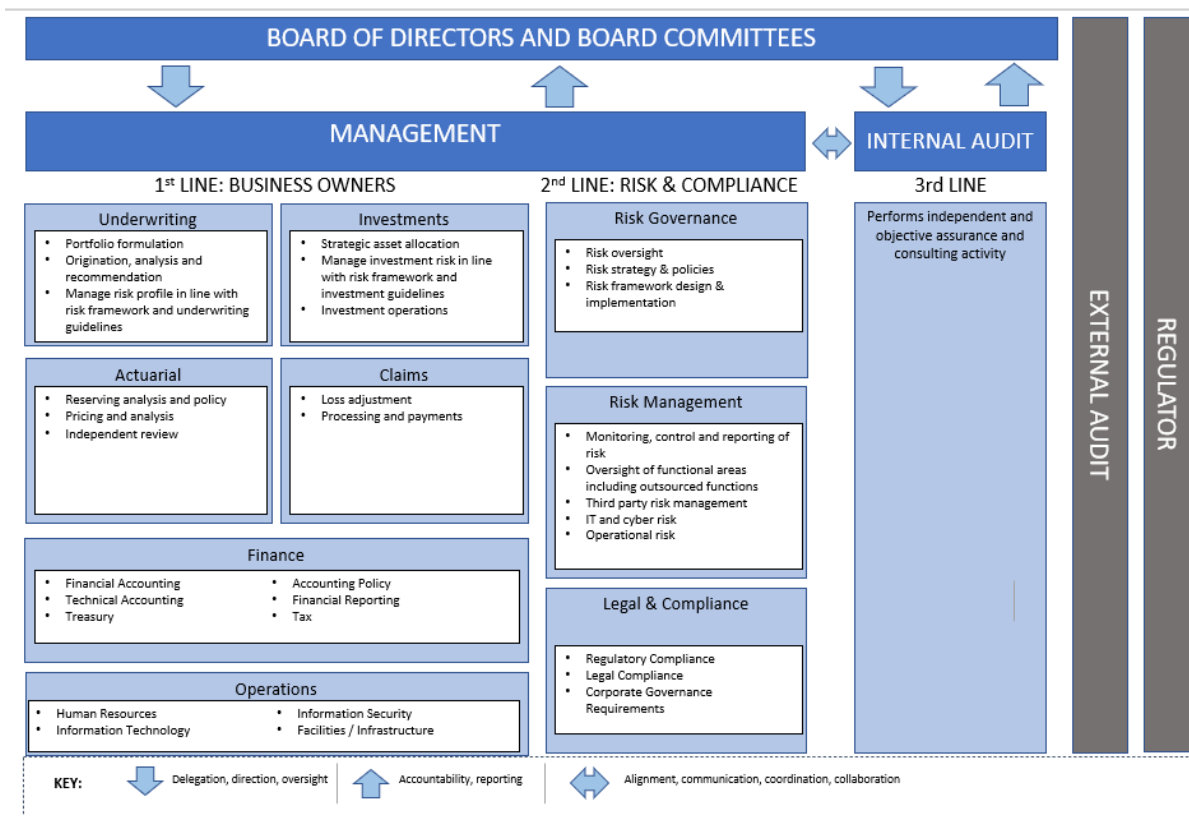 BOARD OF DIRECTORS AND BOARD COMMITTEES
MANAGEMENT
INTERNAL AUDIT
1st LINE: BUSINESS OWNERS
2nd LINE: RISK & COMPLIANCE
3rd LINE
Underwriting
• Portfolio formulation
• Origination, analysis and
recommendation
• Manage risk profile in line with
risk framework and underwriting
guidelines
Investments
• Strategic asset allocation
• Manage investment risk in line
with risk framework and
investment guidelines
• Investment operations
Actuarial
• Reserving analysis and policy
• Pricing and analysis
• Independent review
Claims
• Loss adjustment
• Processing and payments
Finance
• Financial Accounting
• Technical Accounting
• Treasury
• Accounting Policy
• Financial Reporting
• Tax
Operations
• Human Resources
• Information Technology
• Information Security
• Facilities / Infrastructure
Risk Governance
• Risk oversight
• Risk strategy & policies
• Risk framework design &
implementation
Risk Management
• Monitoring, control and reporting of
risk
• Oversight of functional areas
including outsourced functions
• Third party risk management
• IT and cyber risk
• Operational risk
Legal & Compliance
• Regulatory Compliance
• Legal Compliance
• Corporate Governance
Requirements
Performs independent and
objective assurance and
consulting activity
EXTERNAL AUDIT
REGULATOR
KEY:
Delegation, direction, oversight
Accountability, reporting
Alignment, communication, coordination, collaboration